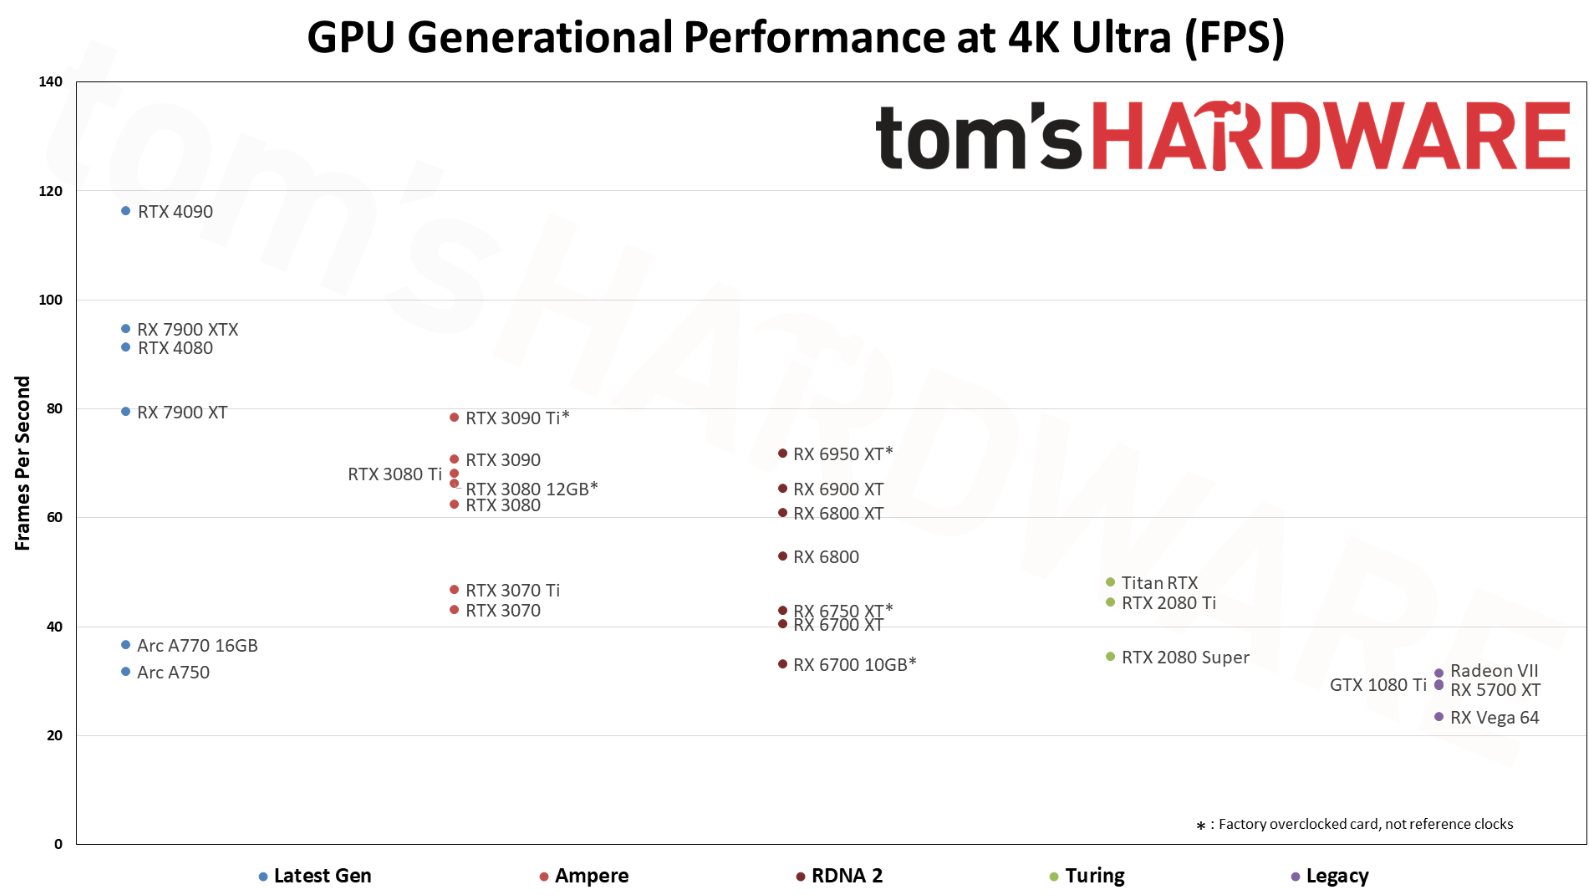 GPU Generational Performance at 4K Ultra (FPS)
tom'sHARDWARE
tom'sHARDWARE
Frames Per Second
140
120
100
80
60
40
20
0
RTX 4090
RX 7900 XTX
RTX 4080
RX 7900 XT
Arc A770 16GB
Arc A750
RTX 3090 Ti*
RTX 3090
RTX 3080 Ti
RTX 3080 12GB*
RTX 3080
RTX 3070 Ti
RTX 3070
RX 6950 XT*
RX 6900 XT
RX 6800 XT
RX 6800
RX 6750 XT*
RX 6700 XT
RX 6700 10GB*
Titan RTX
RTX 2080 Ti
RTX 2080 Super
Radeon VII
GTX 1080 Ti
RX 5700 XT
RX Vega 64
* : Factory overclocked card, not reference clocks
Latest Gen
Ampere
RDNA 2
Turing
Legacy